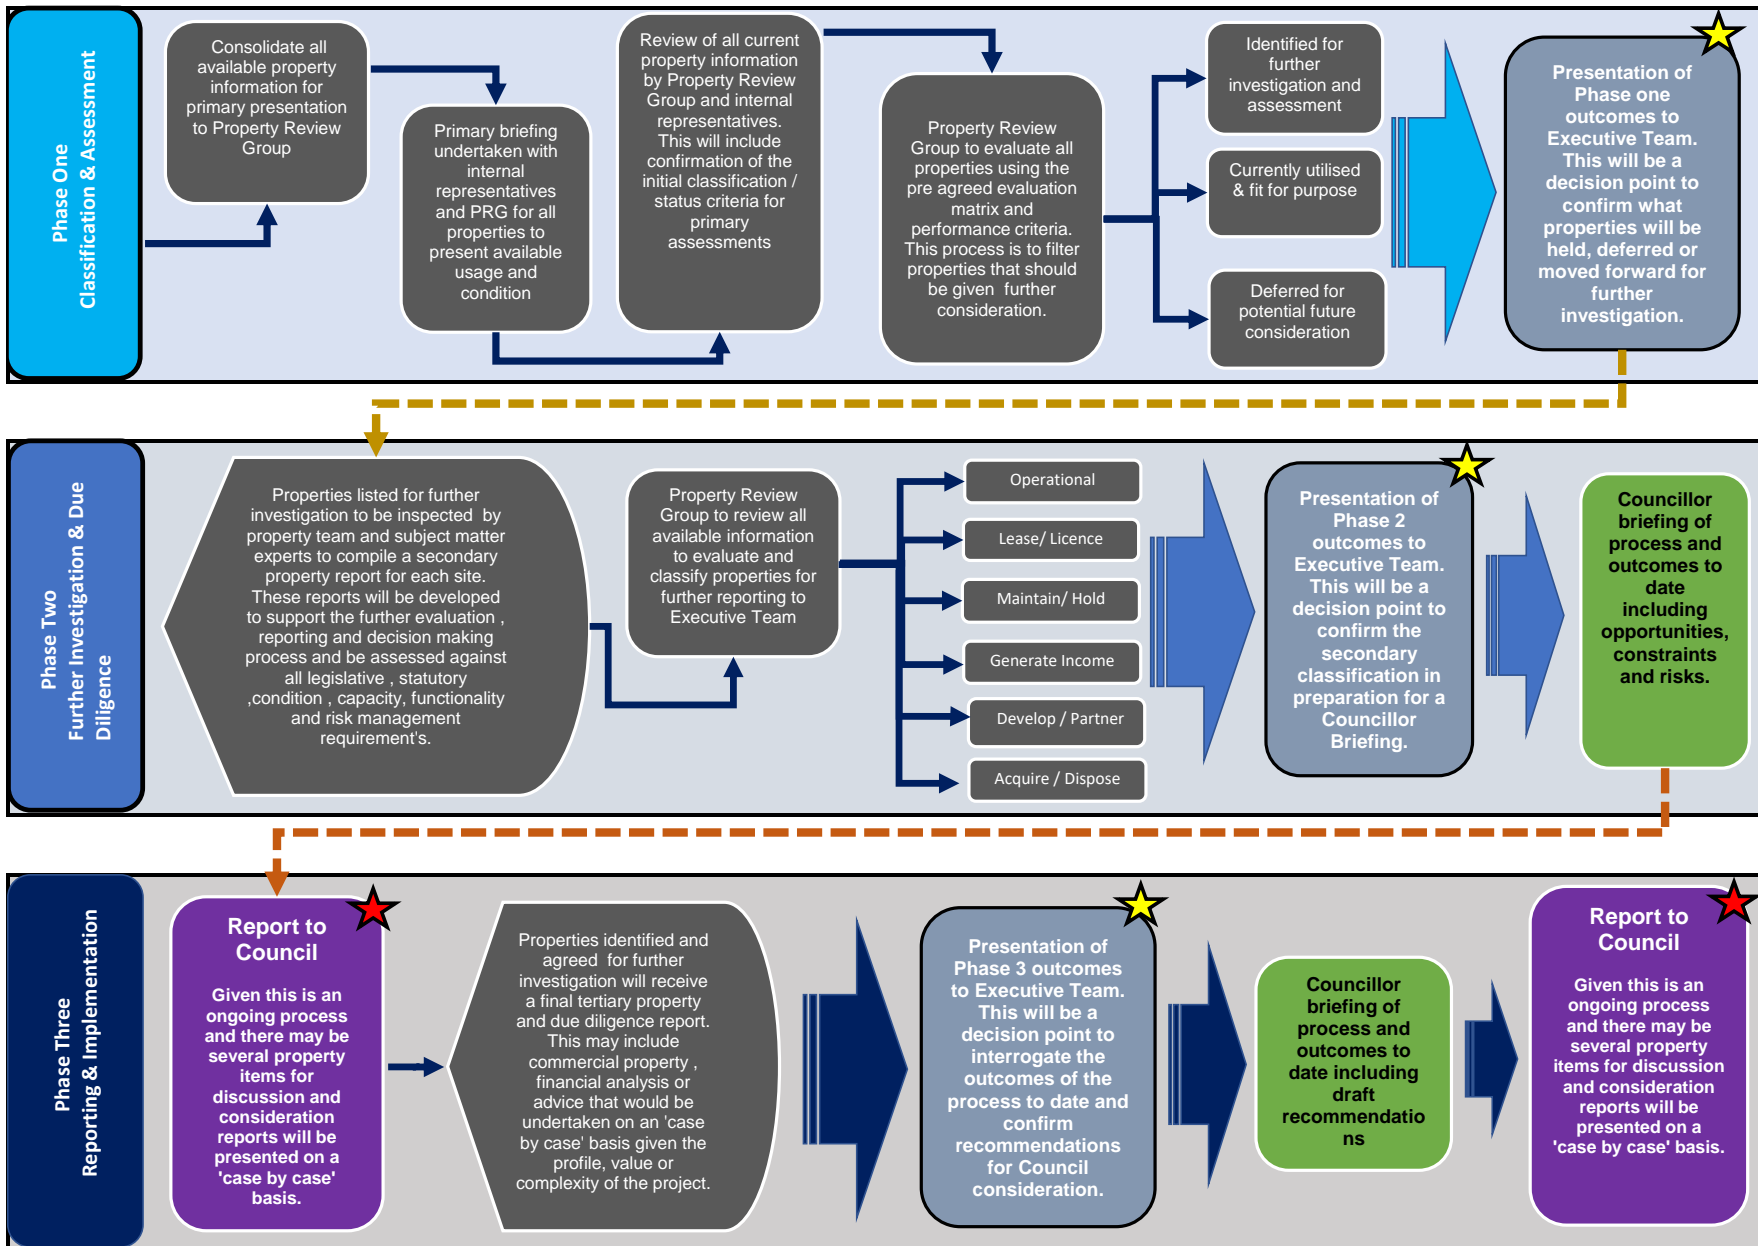 Phase One
Classification & Assessment
Consolidate all
available property
information for
primary presentation
to Property Review
Group
Primary briefing
undertaken with
internal
representatives
and PRG for all
properties to
present available
usage and
condition
Review of all current
property information
by Property Review
Group and internal
representatives.
This will include
confirmation of the
initial classification /
status criteria for
primary
assessments
Property Review
Group to evaluate all
properties using the
pre agreed evaluation
matrix and
performance criteria.
This process is to filter
properties that should
be given  further
consideration.
Identified for
further
investigation and
assessment
Currently utilised
& fit for purpose
Deferred for
potential future
consideration
Presentation of
Phase one
outcomes to
Executive Team.
This will be a
decision point to
confirm what
properties will be
held, deferred or
moved forward for
further
investigation.
Phase Two
Further Investigation & Due
Diligence
Properties listed for further
investigation to be inspected  by
property team and subject matter
experts to compile a secondary
property report for each site.
These reports will be developed
to support the further evaluation ,
reporting and decision making
process and be assessed against
all legislative , statutory
,condition , capacity, functionality
and risk management
requirement's.
Property Review
Group to review all
available information
to evaluate and
classify properties for
further reporting to
Executive Team
Operational
Lease/ Licence
Maintain/ Hold
Generate Income
Develop / Partner
Acquire / Dispose
Presentation of
Phase 2
outcomes to
Executive Team.
This will be a
decision point to
confirm the
secondary
classification in
preparation for a
Councillor
Briefing.
Councillor
briefing of
process and
outcomes to
date
including
opportunities,
constraints
and risks.
Phase Three
Reporting & Implementation
Report to
Council
Given this is an
ongoing process
and there may be
several property
items for
discussion and
consideration
reports will be
presented on a
'case by case'
basis.
Properties identified and
agreed  for further
investigation will receive
a final tertiary property
and due diligence report.
This may include
commercial property ,
financial analysis or
advice that would be
undertaken on an 'case
by case' basis given the
profile, value or
complexity of the project.
Presentation of
Phase 3 outcomes
to Executive Team.
This will be a
decision point to
interrogate the
outcomes of the
process to date and
confirm
recommendations
for Council
consideration.
Councillor
briefing of
process and
outcomes to
date including
draft
recommendatio
ns
Report to
Council
Given this is an
ongoing process
and there may be
several property
items for discussion
and consideration
reports will be
presented on a
'case by case' basis.